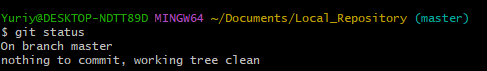 Yuriy@DESKTOP-NDTT89D MINGW64 ~/Documents/Local_Repository (master)
$ git status
On branch master
nothing to commit, working tree clean